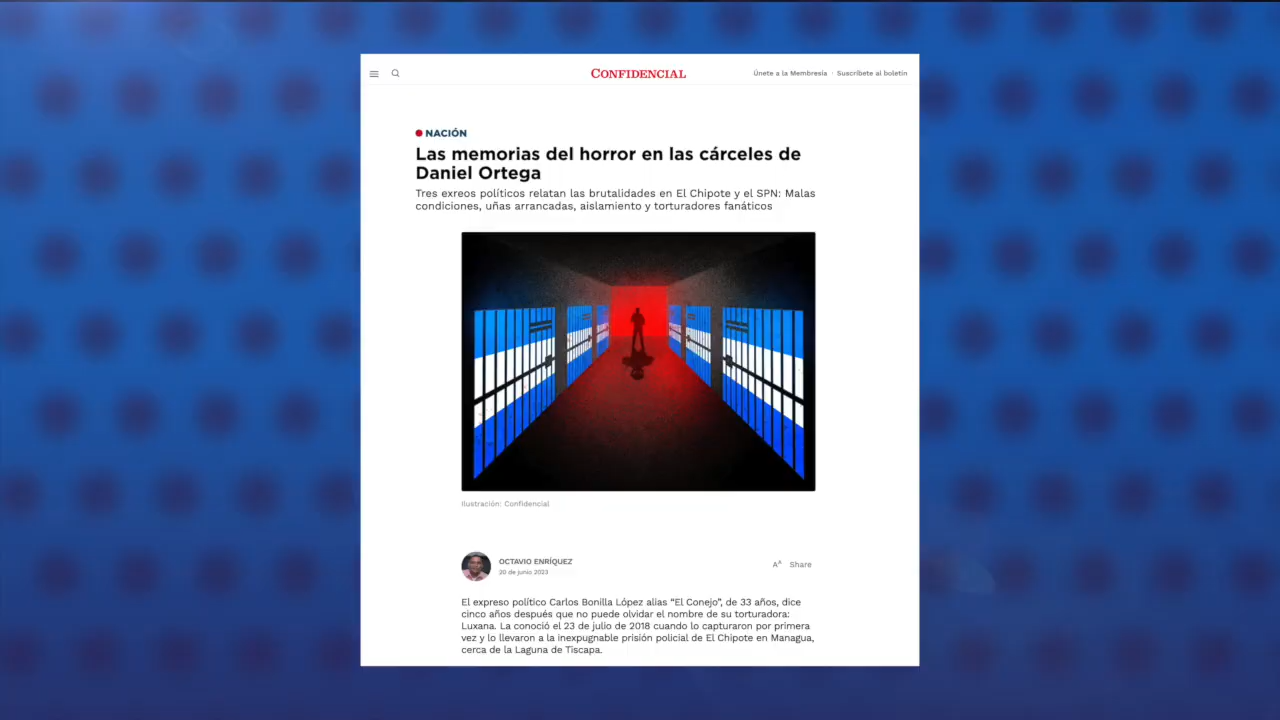 CONFIDENCIAL
Únete a la Membresía · Suscríbete al boletín
NACIÓN
Las memorias del horror en las cárceles de
Daniel Ortega
Tres exreos políticos relatan las brutalidades en El Chipote y el SPN: Malas
condiciones, uñas arrancadas, aislamiento y torturadores fanáticos
Ilustración: Confidencial
OCTAVIO ENRÍQUEZ
20 de junio 2023
AA Share
El expreso político Carlos Bonilla López alias “El Conejo”, de 33 años, dice
cinco años después que no puede olvidar el nombre de su torturadora:
Luxana. La conoció el 23 de julio de 2018 cuando lo capturaron por primera
vez y lo llevaron a la inexpugnable prisión policial de El Chipote en Managua,
cerca de la Laguna de Tiscapa.